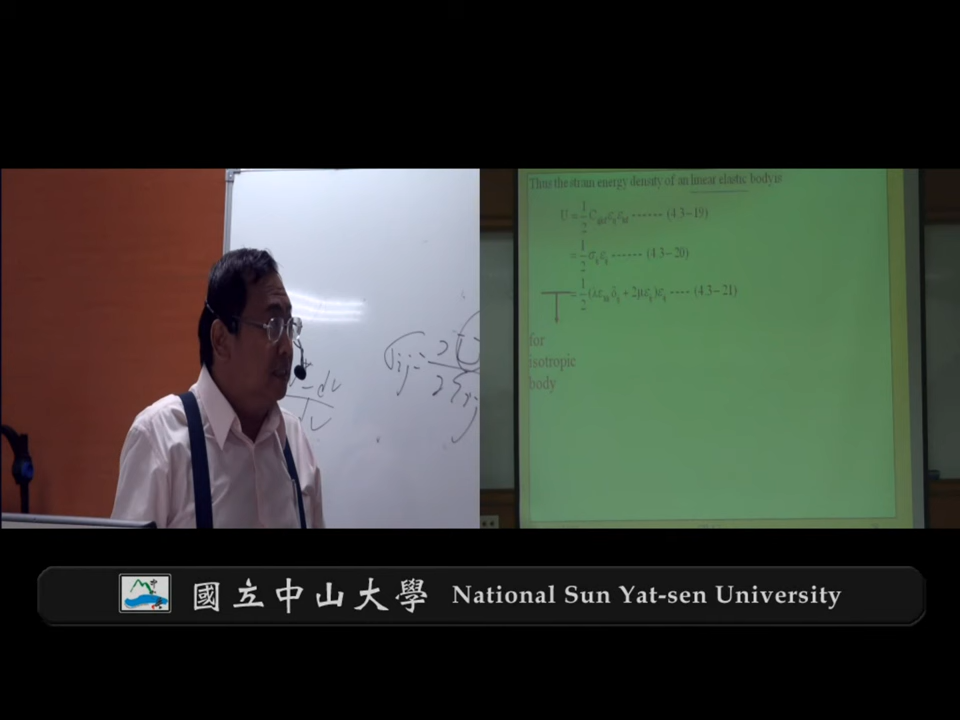 Thus the strain energy density of an linear elastic body is
U = 1/2 C_ijkl ε_ij ε_kl ------ (4.3-19)
= 1/2 σ_ij ε_ij ------ (4.3-20)
= 1/2 (λε_kk δ_ij + 2με_ij)ε_ij ---- (4.3-21)
for
isotropic
body
國立中山大學 National Sun Yat-sen University